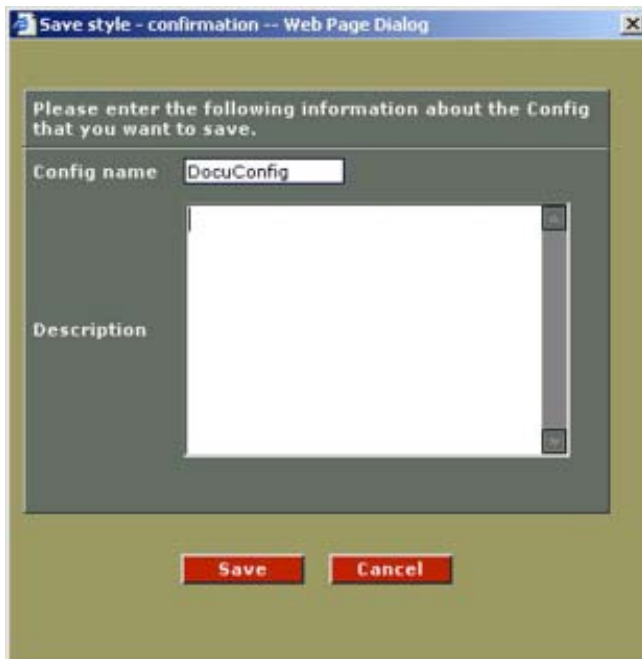 Save style - confirmation -- Web Page Dialog
Please enter the following information about the Config
that you want to save.
Config name DocuConfig
Description
Save Cancel